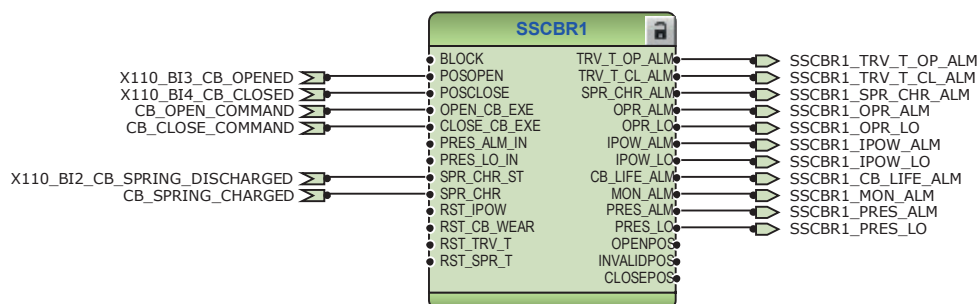 SSCBR1
BLOCK TRV_T_OP_ALM SSCBR1_TRV_T_OP_ALM
X110_BI3_CB_OPENED POSOPEN TRV_T_CL_ALM SSCBR1_TRV_T_CL_ALM
X110_BI4_CB_CLOSED POSCLOSE SPR_CHR_ALM SSCBR1_SPR_CHR_ALM
CB_OPEN_COMMAND OPEN_CB_EXE OPR_ALM SSCBR1_OPR_ALM
CB_CLOSE_COMMAND CLOSE_CB_EXE OPR_LO SSCBR1_OPR_LO
PRES_ALM_IN IPOW_ALM SSCBR1_IPOW_ALM
PRES_LO_IN IPOW_LO SSCBR1_IPOW_LO
X110_BI2_CB_SPRING_DISCHARGED SPR_CHR_ST CB_LIFE_ALM SSCBR1_CB_LIFE_ALM
CB_SPRING_CHARGED SPR_CHR MON_ALM SSCBR1_MON_ALM
RST_IPOW PRES_ALM SSCBR1_PRES_ALM
RST_CB_WEAR PRES_LO SSCBR1_PRES_LO
RST_TRV_T OPENPOS
RST_SPR_T INVALIDPOS
CLOSEPOS